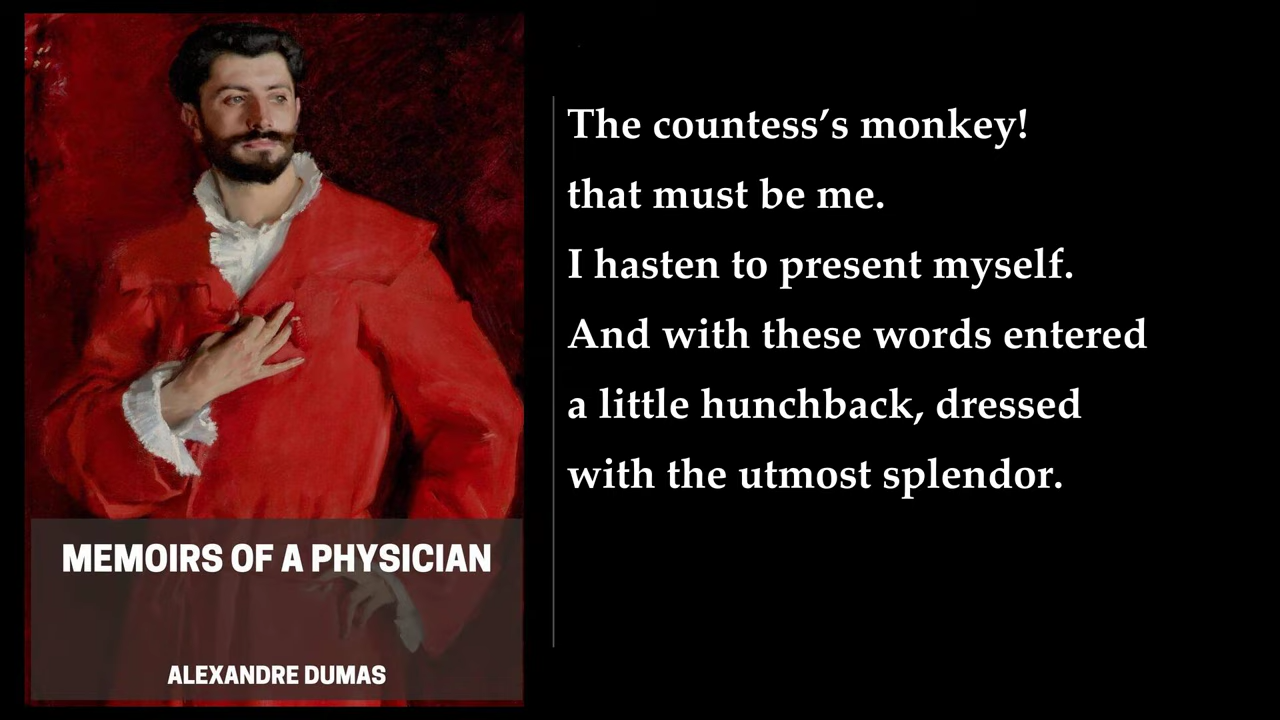 The countess’s monkey!
that must be me.
I hasten to present myself.
And with these words entered
a little hunchback, dressed
with the utmost splendor.
MEMOIRS OF A PHYSICIAN
ALEXANDRE DUMAS